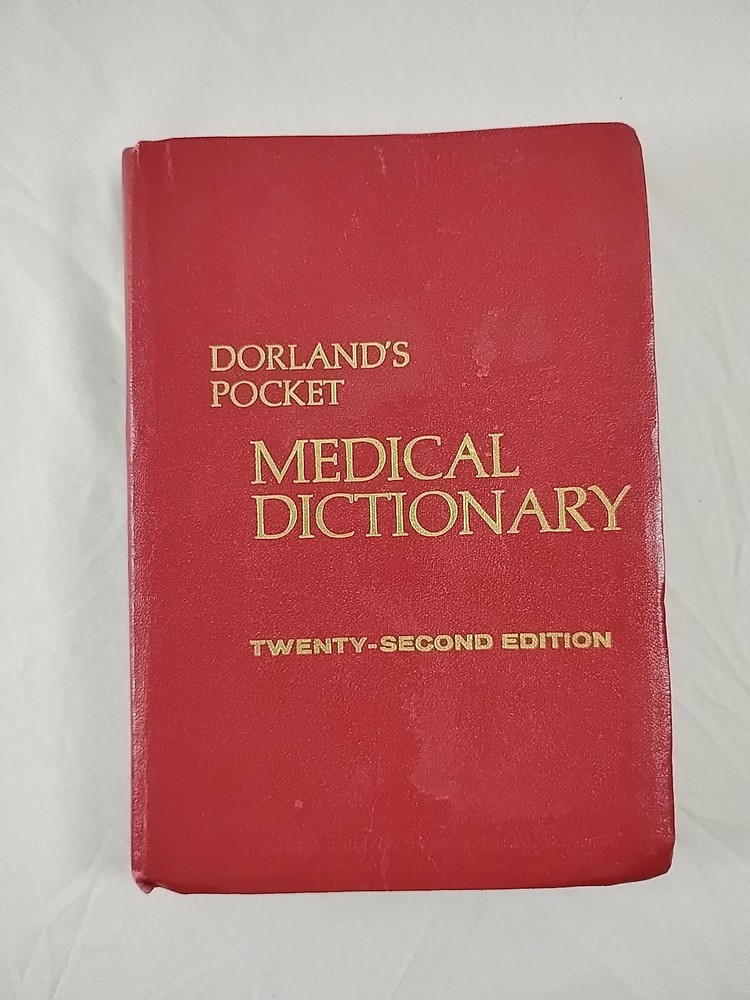 DORLAND'S
POCKET
MEDICAL
DICTIONARY
TWENTY-SECOND EDITION